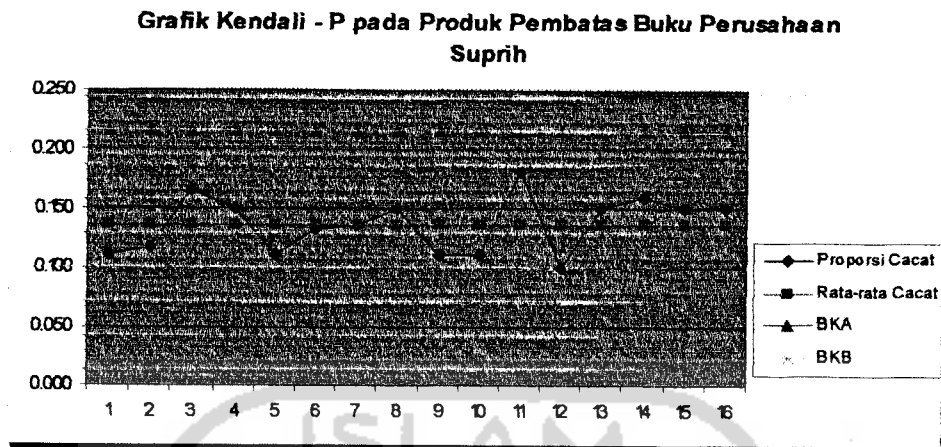 Grafik Kendali - P pada Produk Pembatas Buku Perusahaan
Suprih
0.250
0.200
0.150
0.100
0.050
0.000
1 2 3 4 5 6 7 8 9 10 11 12 13 14 15 16
Proporsi Cacat
Rata-rata Cacat
BKA
BKB
ISLAM